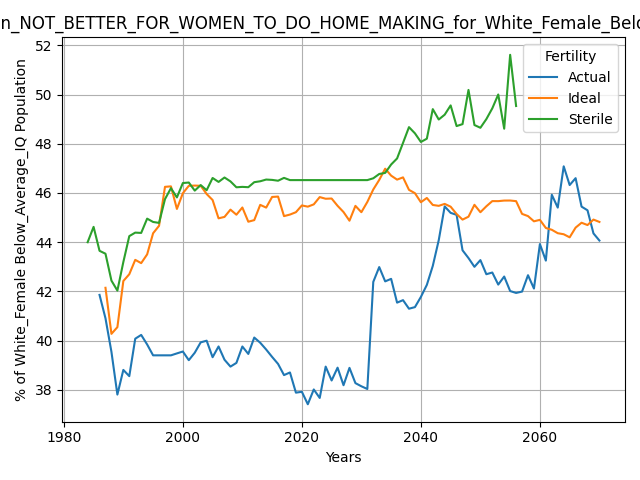 n_NOT_BETTER_FOR_WOMEN_TO_DO_HOME_MAKING_for_White_Female_Belo
% of White_Female Below_Average_IQ Population
52
50
48
46
44
42
40
38
1980
2000
2020
2040
2060
Years
Fertility
Actual
Ideal
Sterile